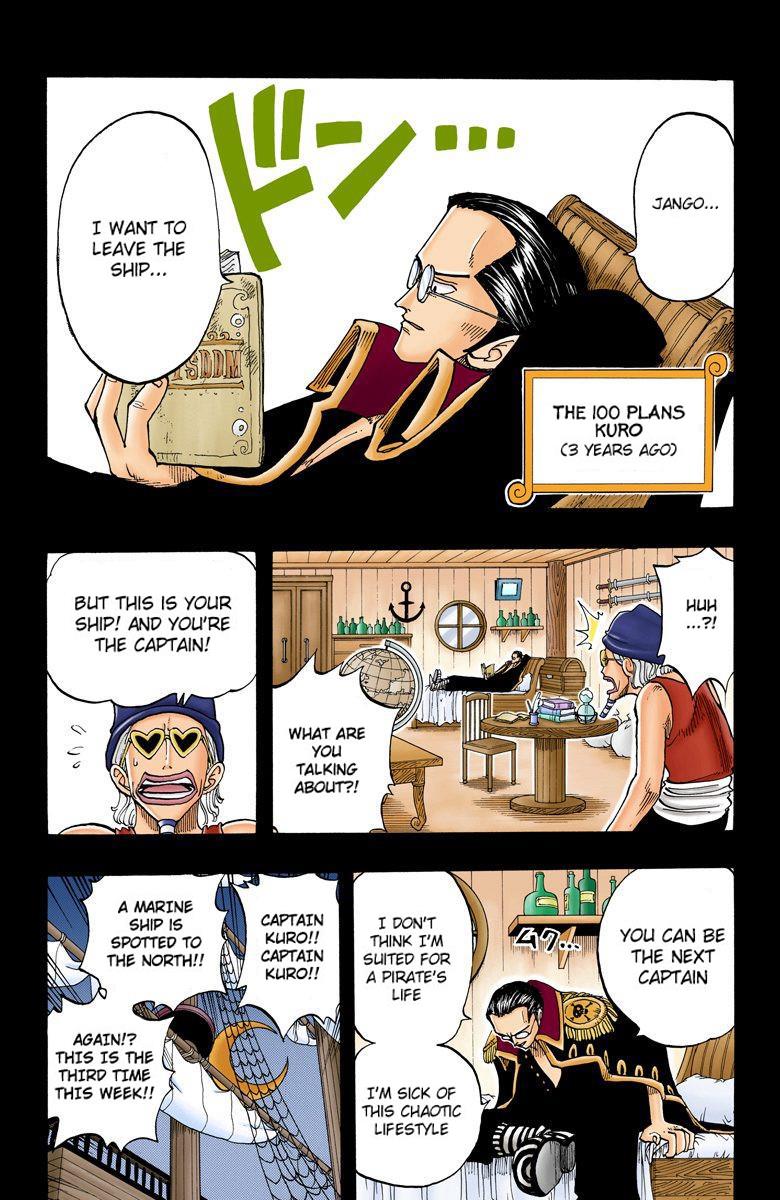 JANGO...
ドン...
I WANT TO
LEAVE THE
SHIP...
THE 100 PLANS
KURO
(3 YEARS AGO)
HUH
...?!
WHAT ARE
YOU
TALKING
ABOUT?!
BUT THIS IS YOUR
SHIP! AND YOU'RE
THE CAPTAIN!
YOU CAN BE
THE NEXT
CAPTAIN
ムク...
I DON'T
THINK I'M
SUITED FOR
A PIRATE'S
LIFE
I'M SICK OF
THIS CHAOTIC
LIFESTYLE
CAPTAIN
KURO!!
CAPTAIN
KURO!!
A MARINE
SHIP IS
SPOTTED TO
THE NORTH!!
AGAIN!?
THIS IS THE
THIRD TIME
THIS WEEK!!